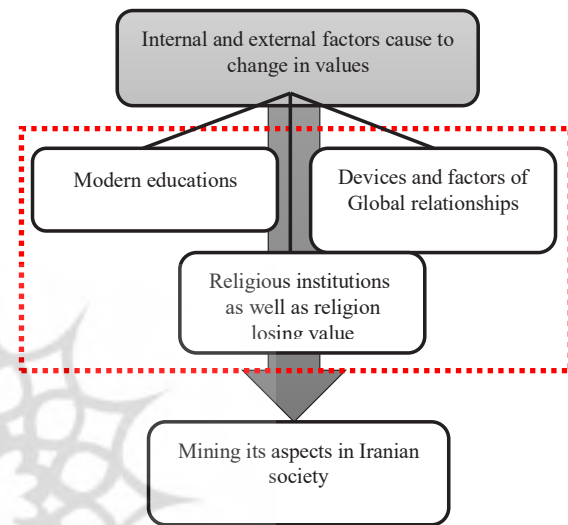 Internal and external factors cause to
change in values
Modern educations
Devices and factors of
Global relationships
Religious institutions
as well as religion
losing value
Mining its aspects in Iranian
society